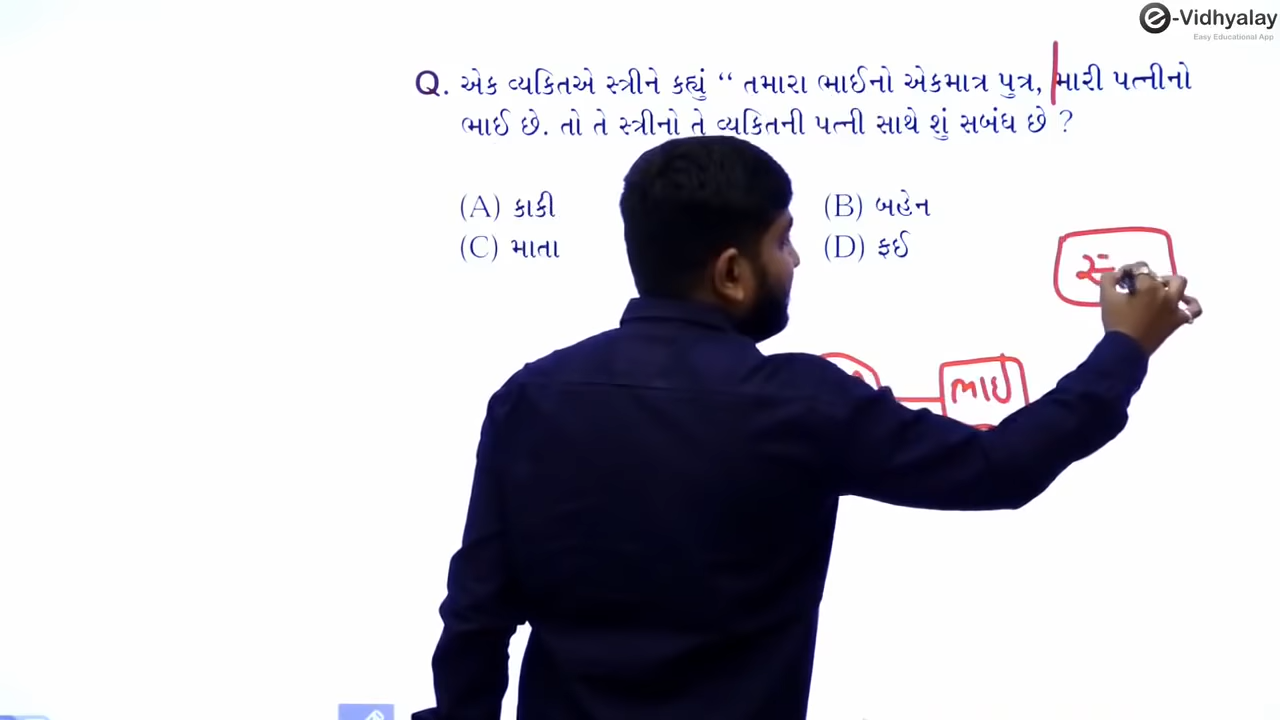 e-Vidhyalay
Easy Educational App
Q. એક વ્યકિતએ સ્ત્રીને કહ્યું “ તમારા ભાઈનો એકમાત્ર પુત્ર, મારી પત્નીનો
ભાઈ છે. તો તે સ્ત્રીનો તે વ્યકિતની પત્ની સાથે શું સબંધ છે ?
(A) કાકી (B) બહેન
(C) માતા (D) ફઈ
ભાઇ